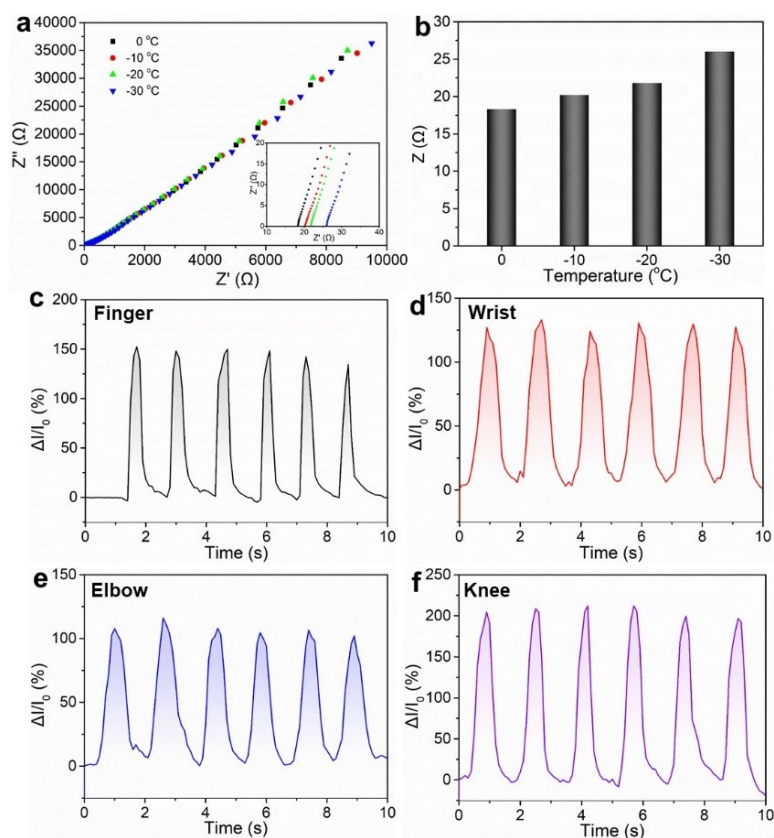 a
Z'' (Ω)
40000
35000
30000
25000
20000
15000
10000
5000
0
0 °C
-10 °C
-20 °C
-30 °C
Z'' (Ω)
20
15
10
5
0
10 20 30 40
Z' (Ω)
0 2000 4000 6000 8000 10000
Z' (Ω)
b
Z (Ω)
30
25
20
15
10
5
0
0 -10 -20 -30
Temperature (°C)
c
Finger
ΔI/I0 (%)
200
150
100
50
0
0 2 4 6 8 10
Time (s)
d
Wrist
ΔI/I0 (%)
150
100
50
0
0 2 4 6 8 10
Time (s)
e
Elbow
ΔI/I0 (%)
150
100
50
0
0 2 4 6 8 10
Time (s)
f
Knee
ΔI/I0 (%)
250
200
150
100
50
0
0 2 4 6 8 10
Time (s)